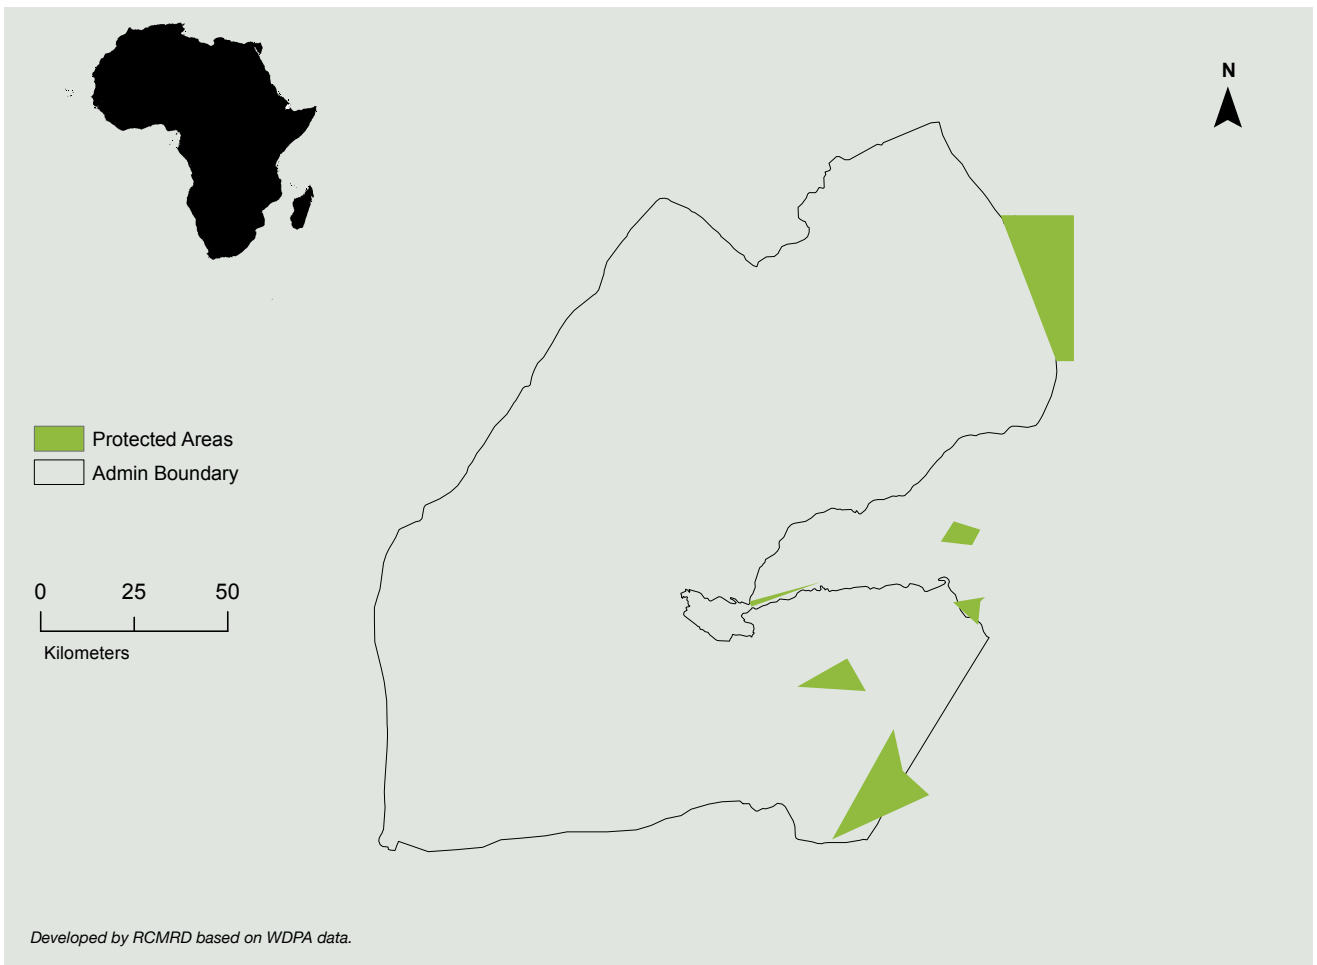 N
Protected Areas
Admin Boundary
0 25 50
Kilometers
Developed by RCMRD based on WDPA data.